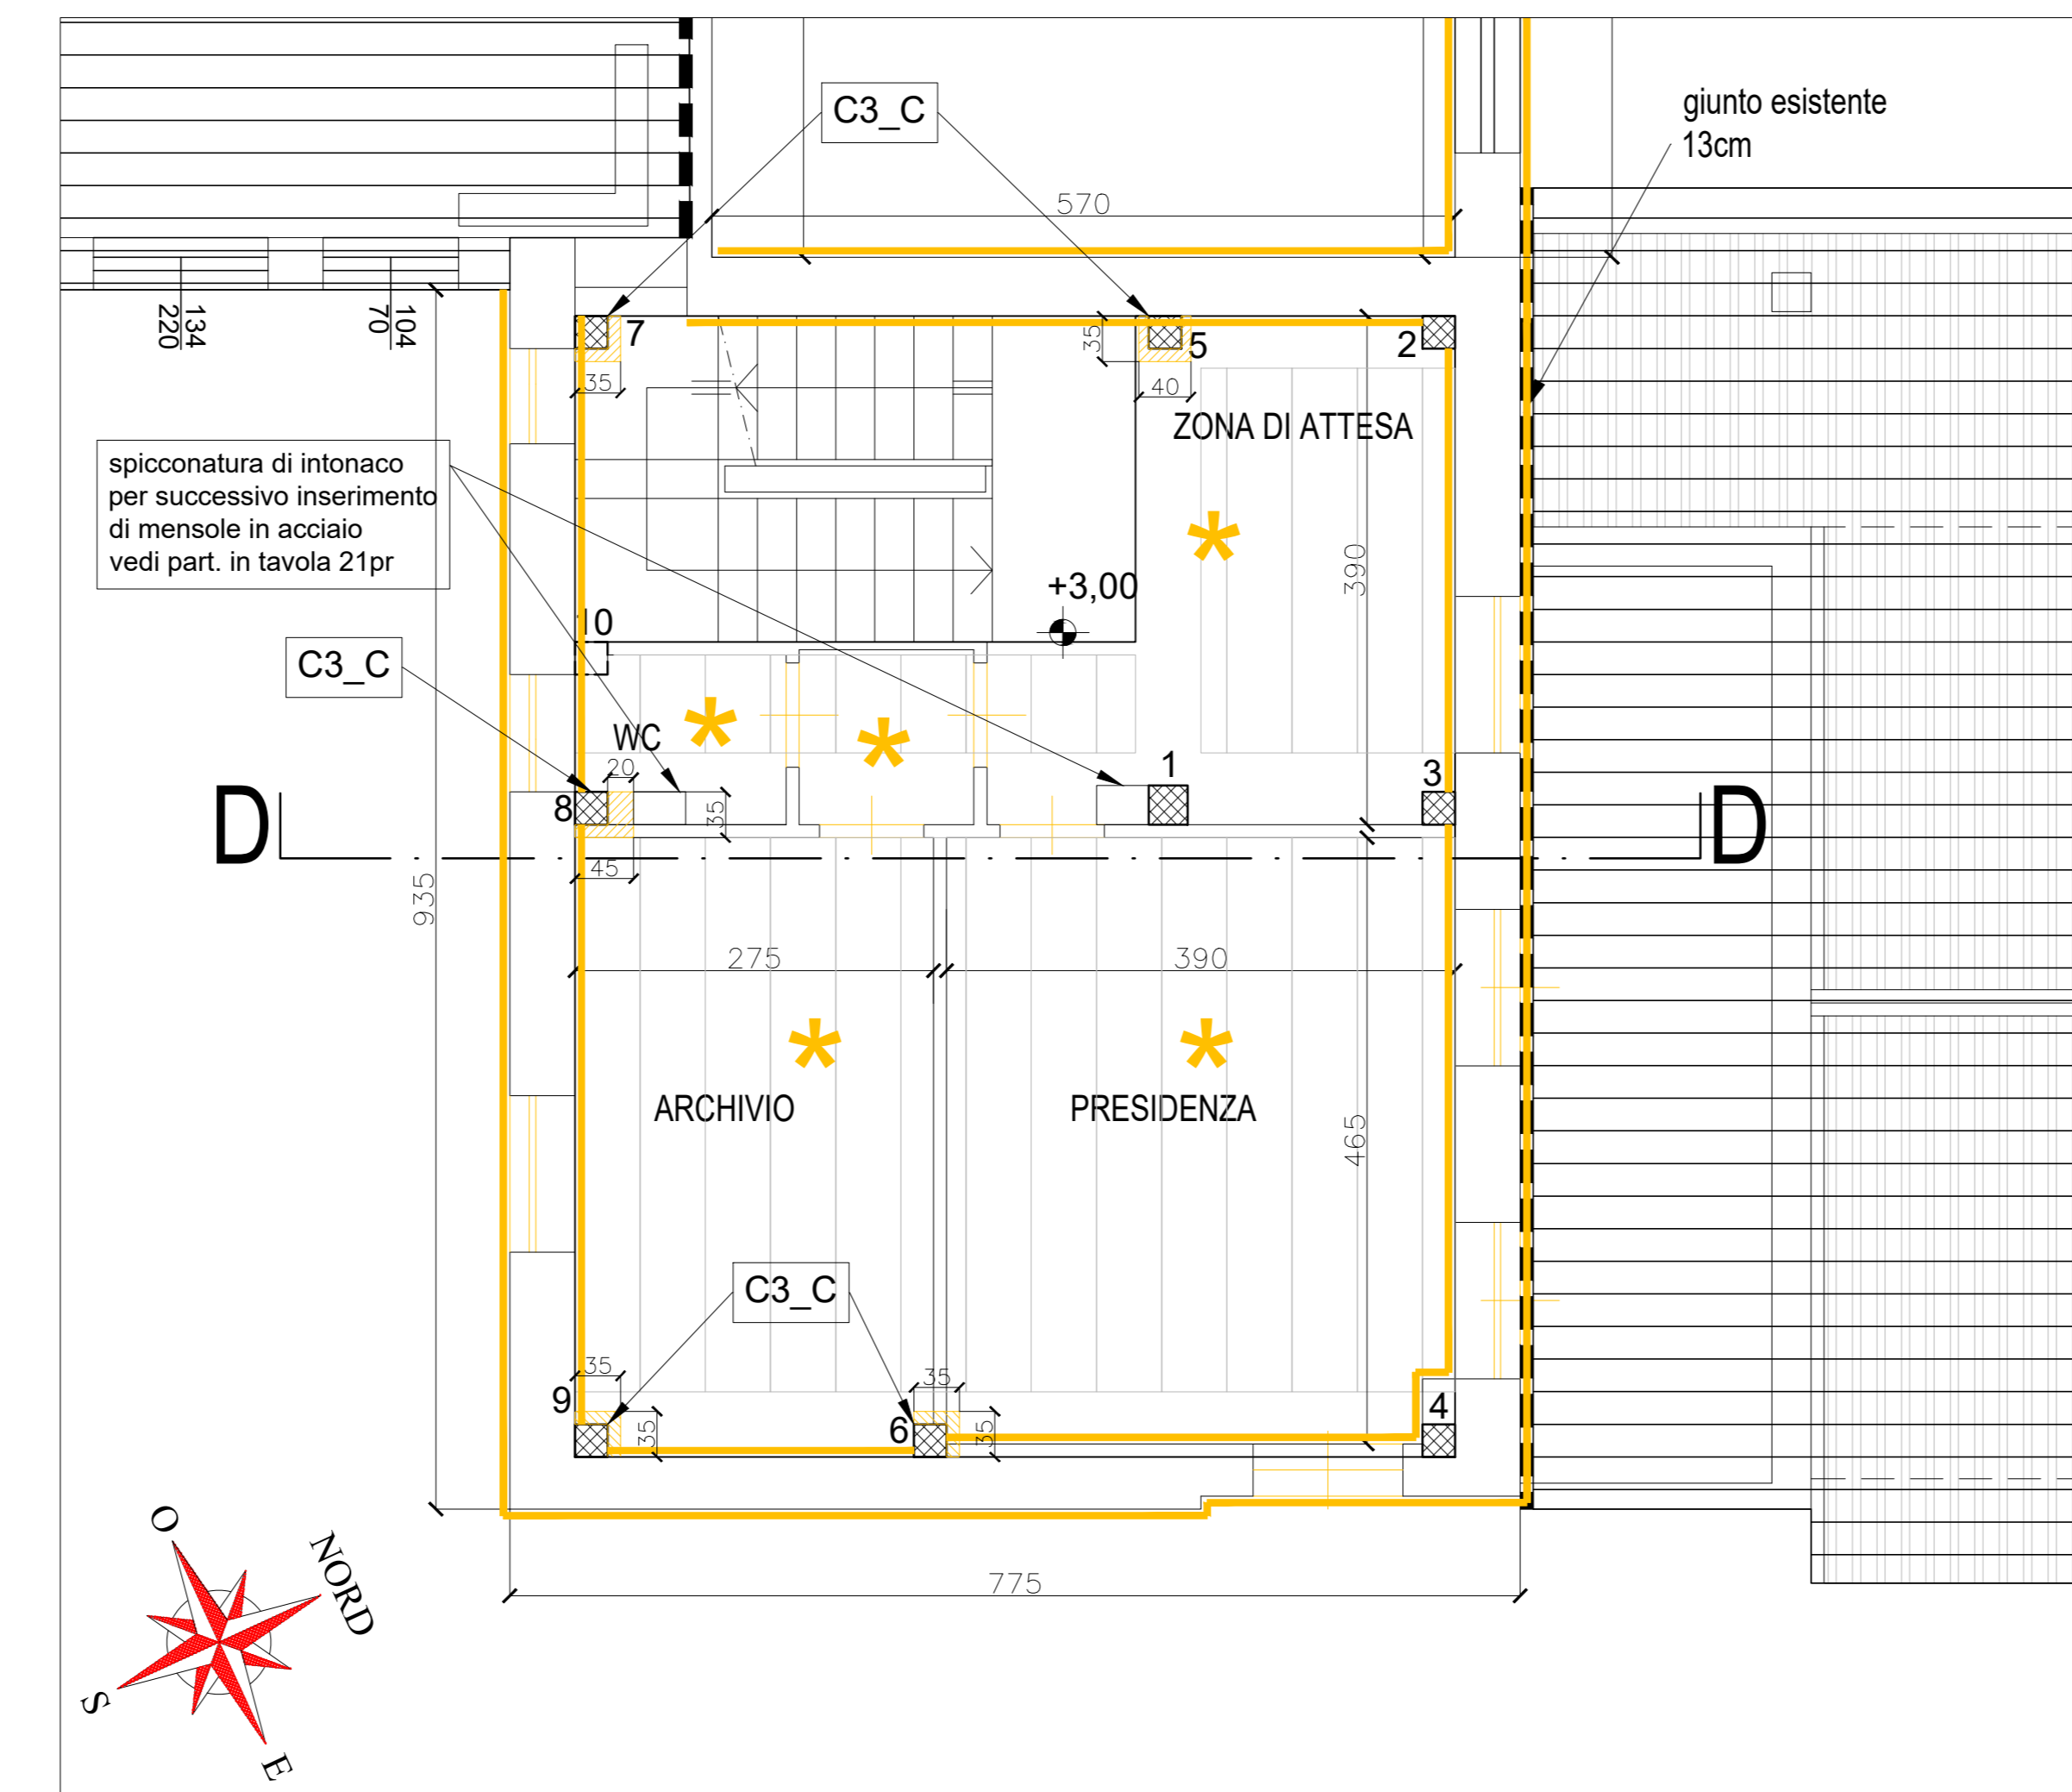 C3_C
giunto esistente
13cm
570
134
220
104
70
7
5
2
35
35
40
ZONA DI ATTESA
spicconatura di intonaco
per successivo inserimento
di mensole in acciaio
vedi part. in tavola 21pr
390
+3,00
10
C3_C
WC
20
1
3
8
35
D
D
45
935
275
390
ARCHIVIO
PRESIDENZA
465
C3_C
35
35
9
6
4
35
35
O
NORD
775
S
E